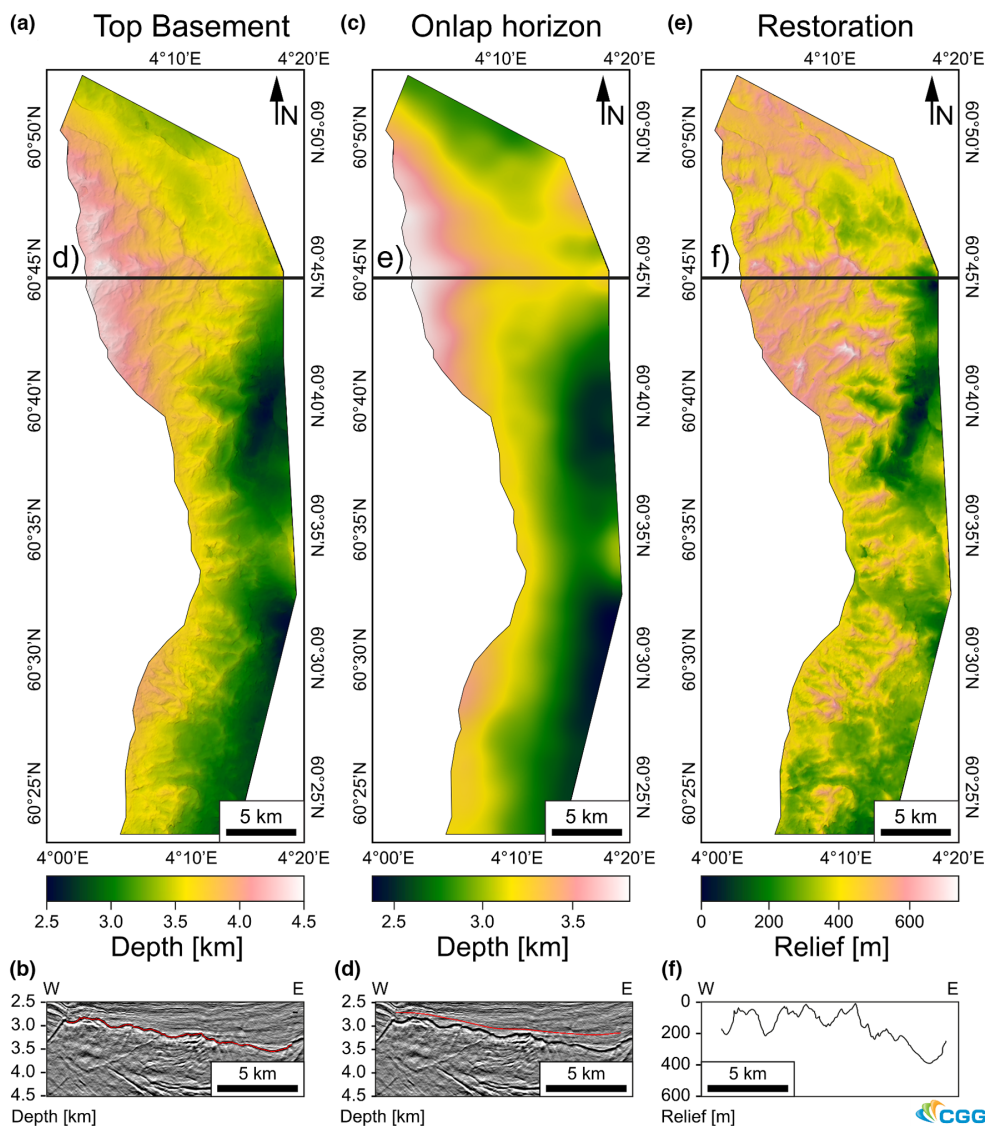 (a) Top Basement (c) Onlap horizon (e) Restoration
4°10'E 4°20'E 4°10'E 4°20'E 4°10'E 4°20'E
N N N
60°50'N 60°50'N 60°50'N 60°50'N 60°50'N 60°50'N
d) e) f)
60°45'N 60°45'N 60°45'N 60°45'N 60°45'N 60°45'N
60°40'N 60°40'N 60°40'N 60°40'N 60°40'N 60°40'N
60°35'N 60°35'N 60°35'N 60°35'N 60°35'N 60°35'N
60°30'N 60°30'N 60°30'N 60°30'N 60°30'N 60°30'N
60°25'N 60°25'N 60°25'N 60°25'N 60°25'N 60°25'N
5 km 5 km 5 km
4°00'E 4°10'E 4°20'E 4°00'E 4°10'E 4°20'E 4°00'E 4°10'E 4°20'E
2.5 3.0 3.5 4.0 4.5 2.5 3.0 3.5 0 200 400 600
Depth [km] Depth [km] Relief [m]
(b) (d) (f)
W E W E W E
2.5 2.5 0
3.0 3.0 200
3.5 3.5 400
4.0 4.0
4.5 4.5 600
5 km 5 km 5 km
Depth [km] Depth [km] Relief [m]
CGG